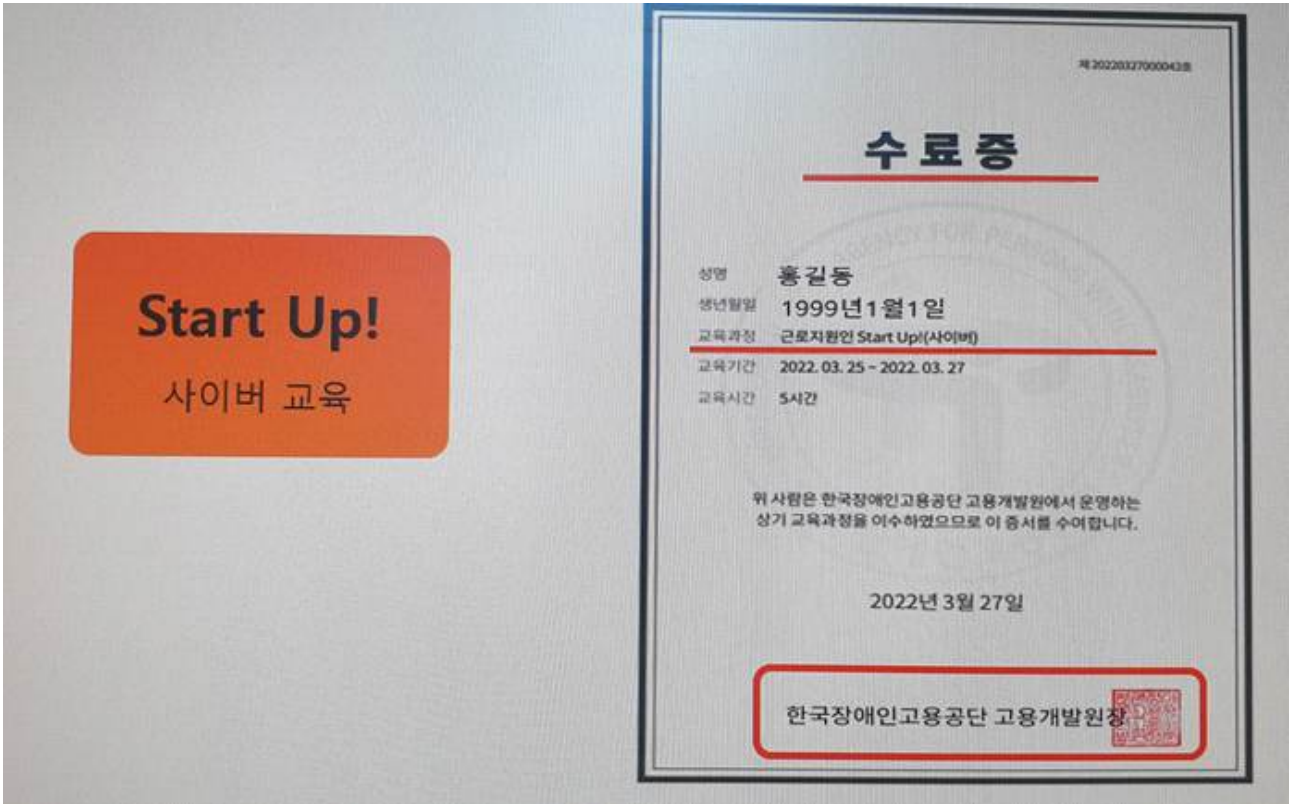 Start Up!
사이버 교육
제20220327000043호
수료증
성명 홍길동
생년월일 1999년1월1일
교육과정 근로지원인 Start Up!(사이버)
교육기간 2022. 03. 25 ~ 2022. 03. 27
교육시간 5시간
위 사람은 한국장애인고용공단 고용개발원에서 운영하는
상기 교육과정을 이수하였으므로 이 증서를 수여합니다.
2022년 3월 27일
한국장애인고용공단 고용개발원장